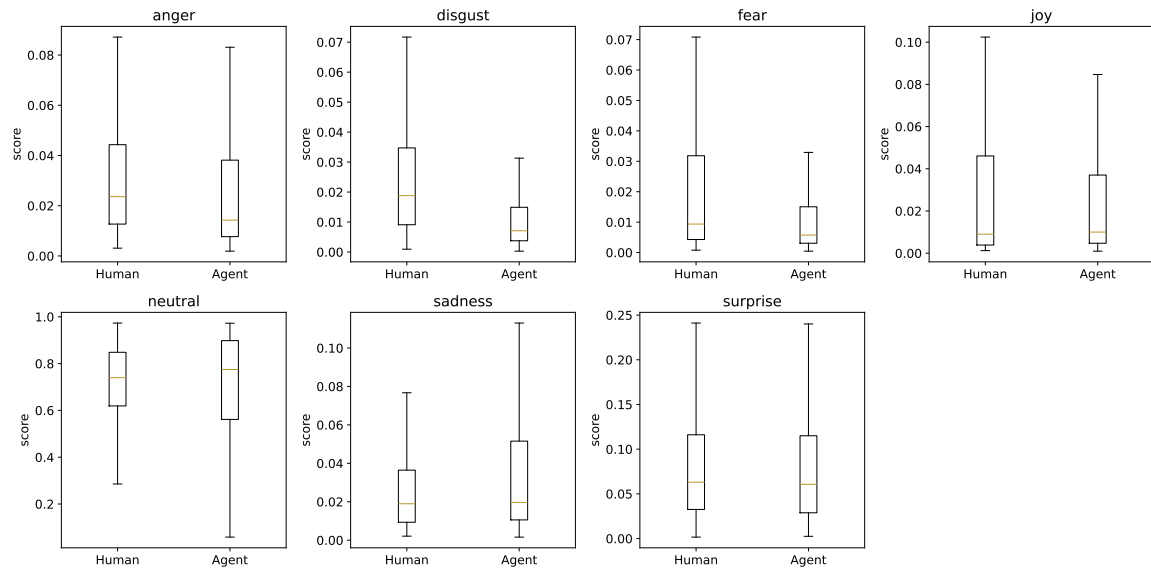 anger
disgust
fear
joy
score
0.08
0.06
0.04
0.02
0.00
Human
Agent
score
0.07
0.06
0.05
0.04
0.03
0.02
0.01
0.00
Human
Agent
score
0.07
0.06
0.05
0.04
0.03
0.02
0.01
0.00
Human
Agent
score
0.10
0.08
0.06
0.04
0.02
0.00
Human
Agent
neutral
sadness
surprise
score
1.0
0.8
0.6
0.4
0.2
Human
Agent
score
0.10
0.08
0.06
0.04
0.02
0.00
Human
Agent
score
0.25
0.20
0.15
0.10
0.05
0.00
Human
Agent